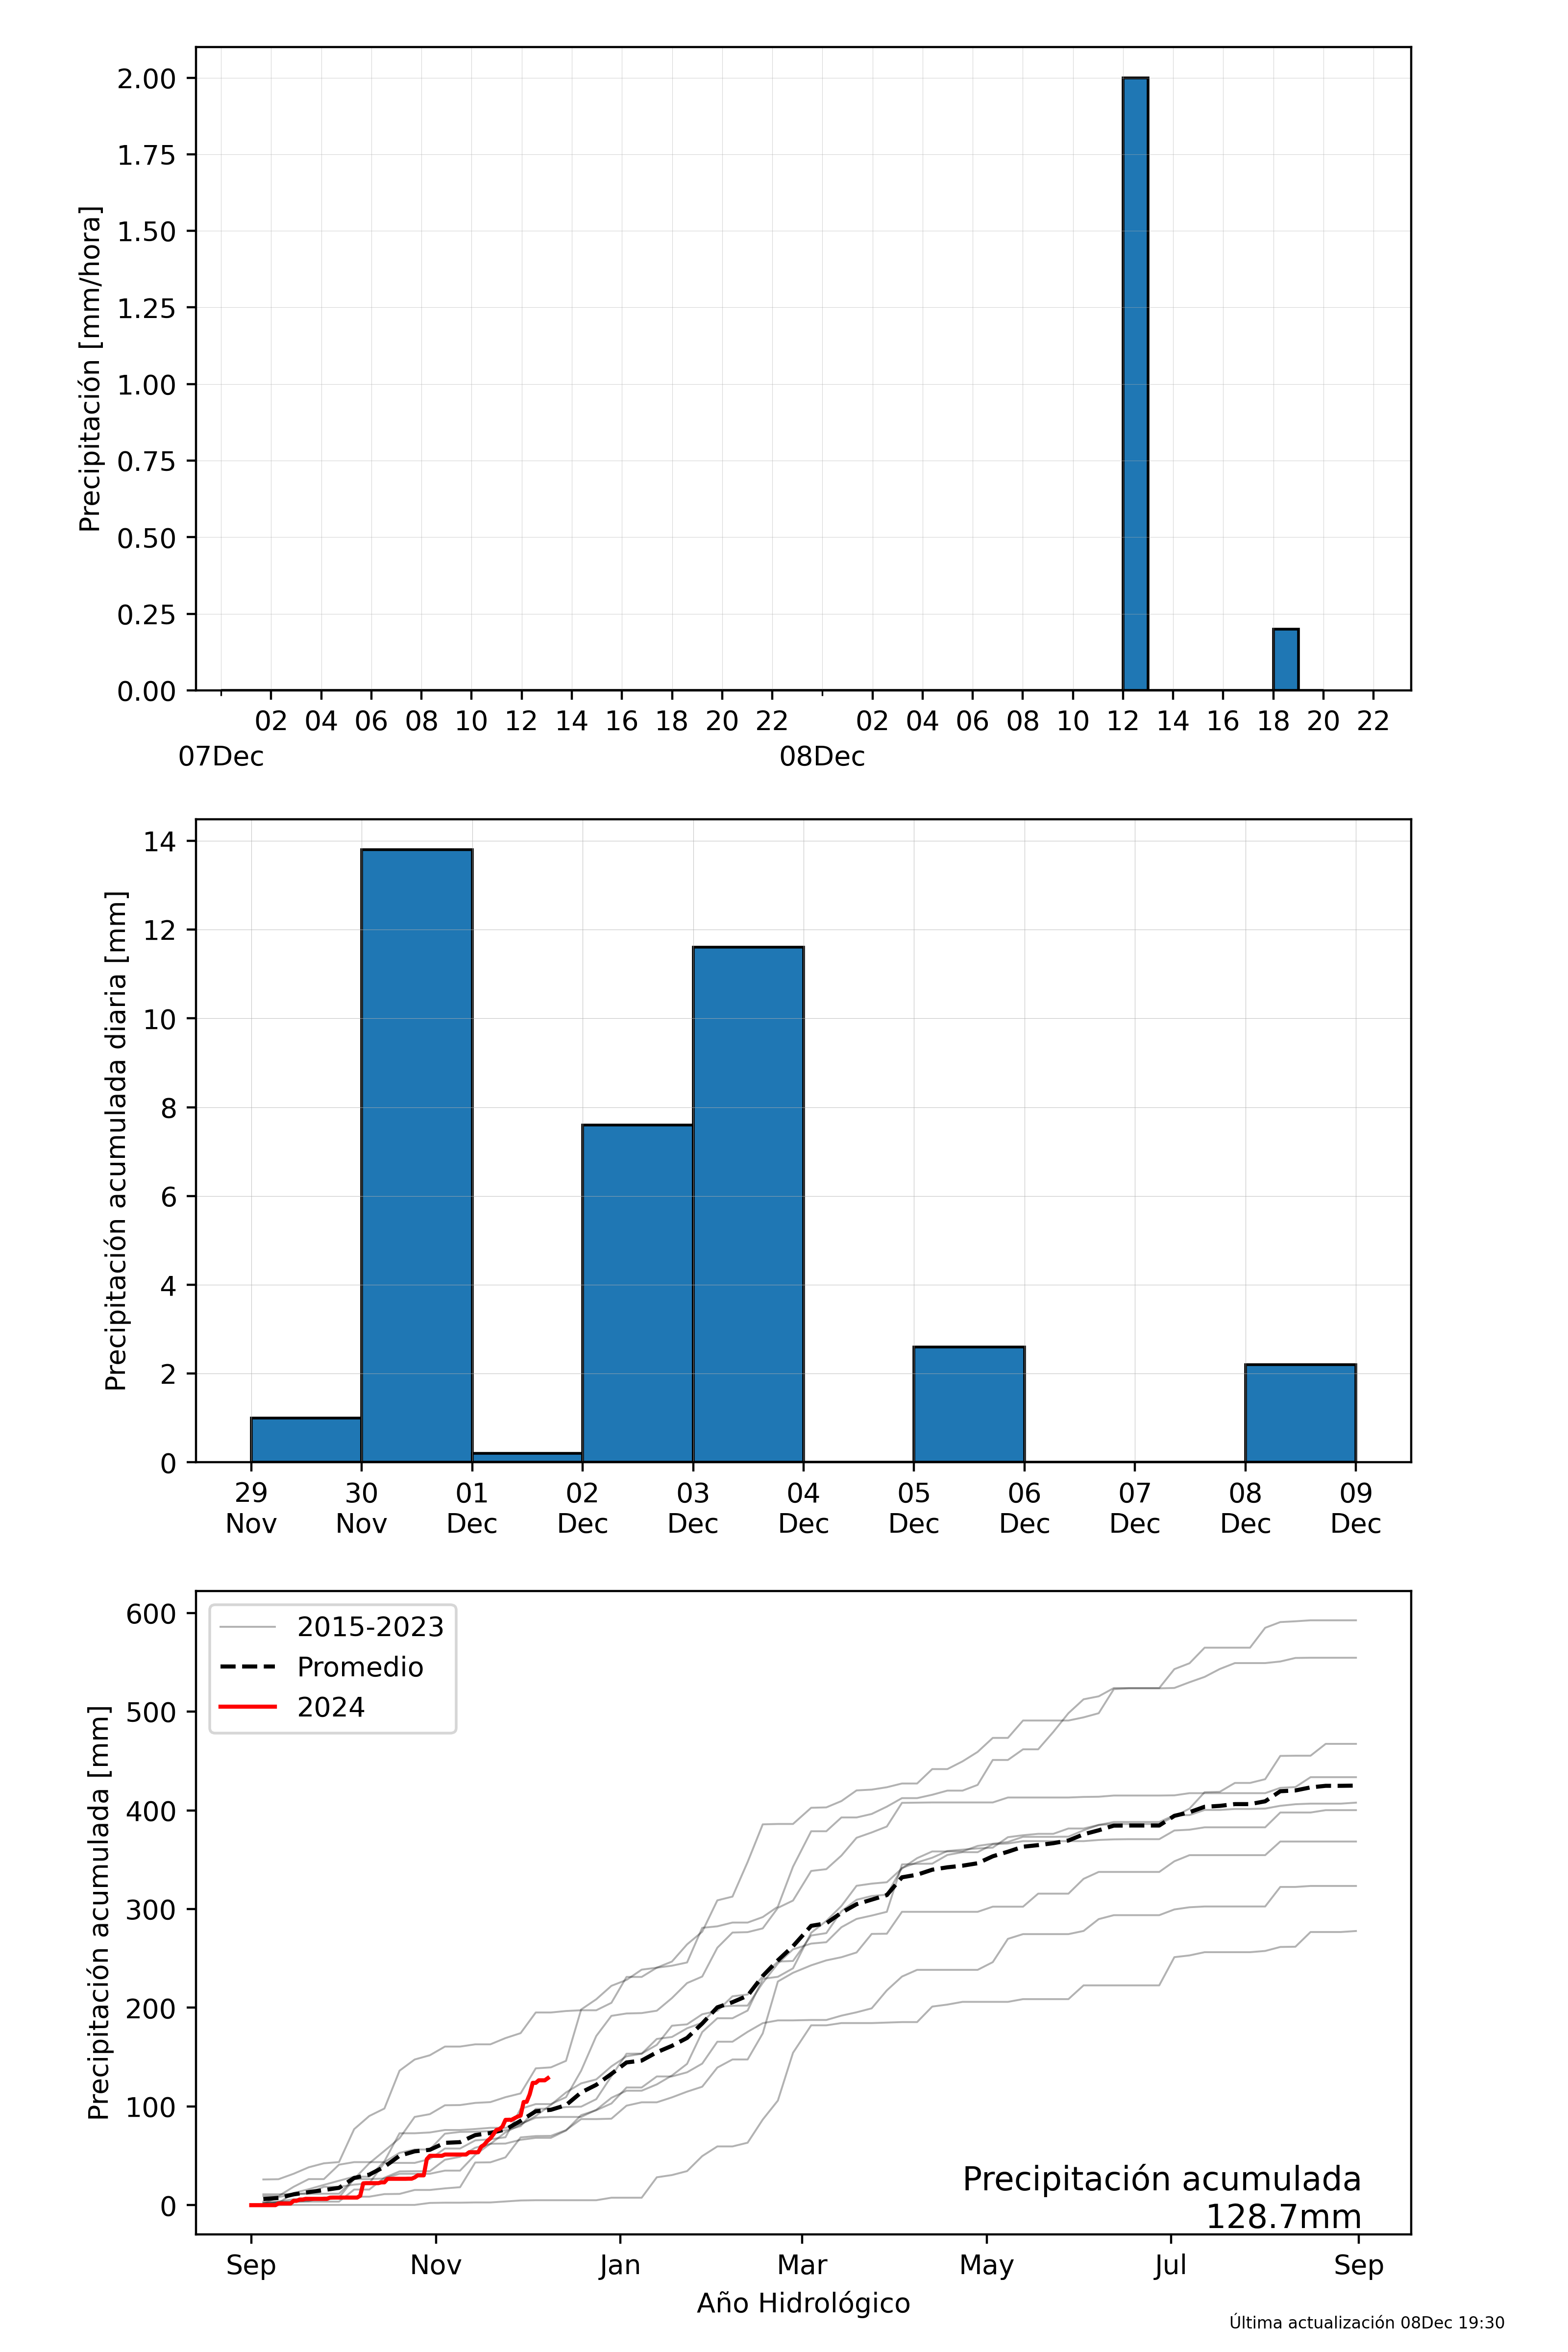 Precipitación [mm/hora]
2.00
1.75
1.50
1.25
1.00
0.75
0.50
0.25
0.00
02 04 06 08 10 12 14 16 18 20 22 02 04 06 08 10 12 14 16 18 20 22
07Dec 08Dec
Precipitación acumulada diaria [mm]
14
12
10
8
6
4
2
0
29 30 01 02 03 04 05 06 07 08 09
Nov Nov Dec Dec Dec Dec Dec Dec Dec Dec Dec
Precipitación acumulada [mm]
600
500
400
300
200
100
0
2015-2023
Promedio
2024
Precipitación acumulada
128.7mm
Sep Nov Jan Mar May Jul Sep
Año Hidrológico
Última actualización 08Dec 19:30